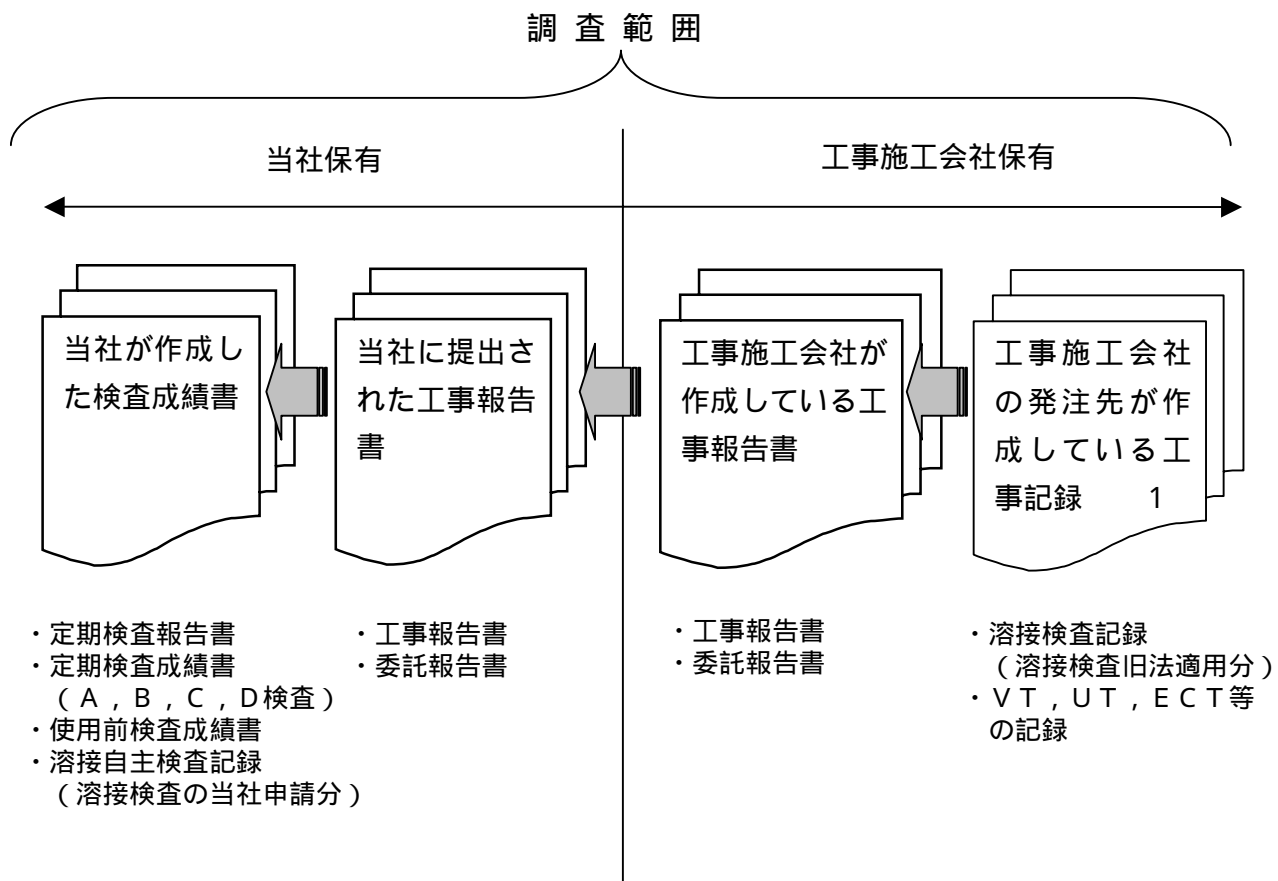 調 査 範 囲
当社保有
工事施工会社保有
当社が作成し
た検査成績書
当社に提出さ
れた工事報告
書
工事施工会社が
作成している工
事報告書
工事施工会社
の発注先が作
成している工
事記録　1
・定期検査報告書
・定期検査成績書
（Ａ，Ｂ，Ｃ，Ｄ検査）
・使用前検査成績書
・溶接自主検査記録
（溶接検査の当社申請分）
・工事報告書
・委託報告書
・工事報告書
・委託報告書
・溶接検査記録
（溶接検査旧法適用分）
・ＶＴ，ＵＴ，ＥＣＴ等
の記録